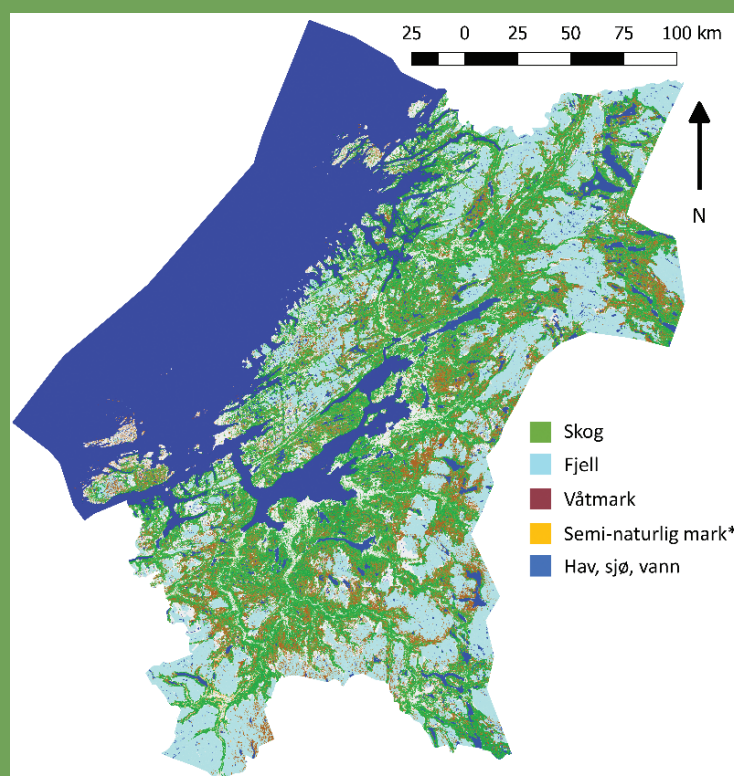 25 0 25 50 75 100 km
N
Skog
Fjell
Våtmark
Semi-naturlig mark*
Hav, sjø, vann